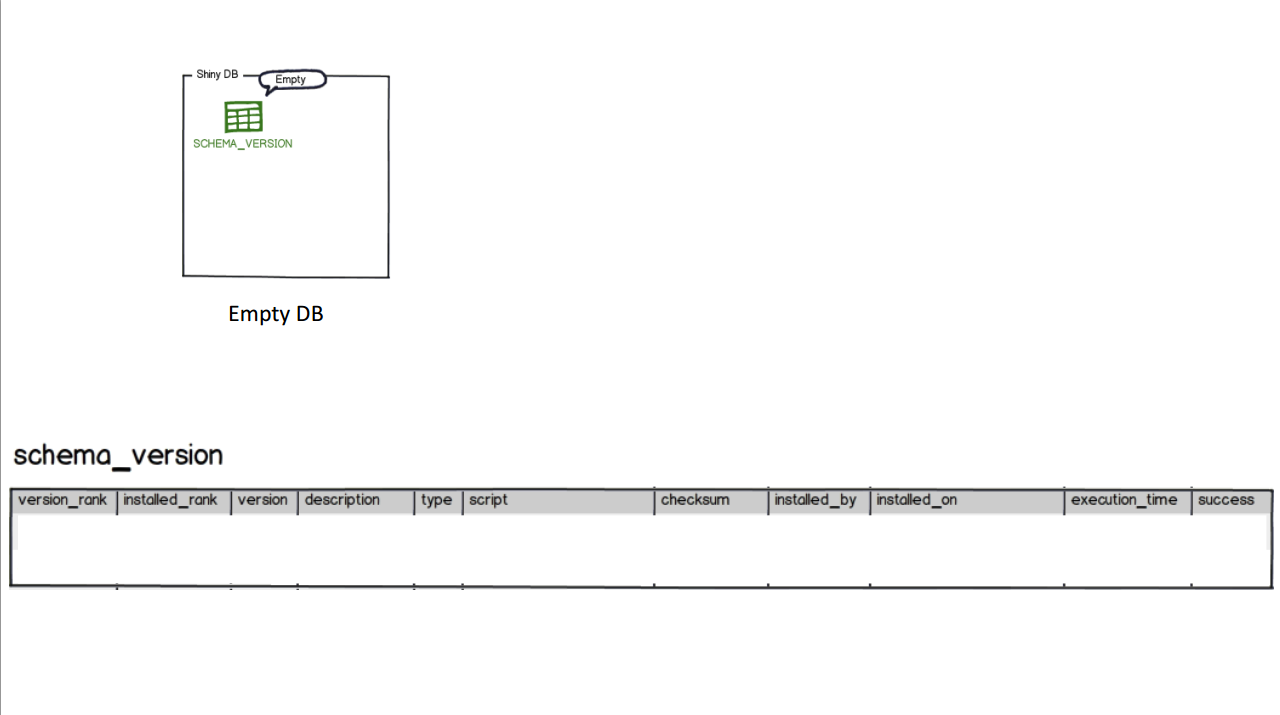 Shiny DB
Empty
SCHEMA_VERSION
Empty DB
schema_version
version_rank installed_rank version description type script checksum installed_by installed_on execution_time success